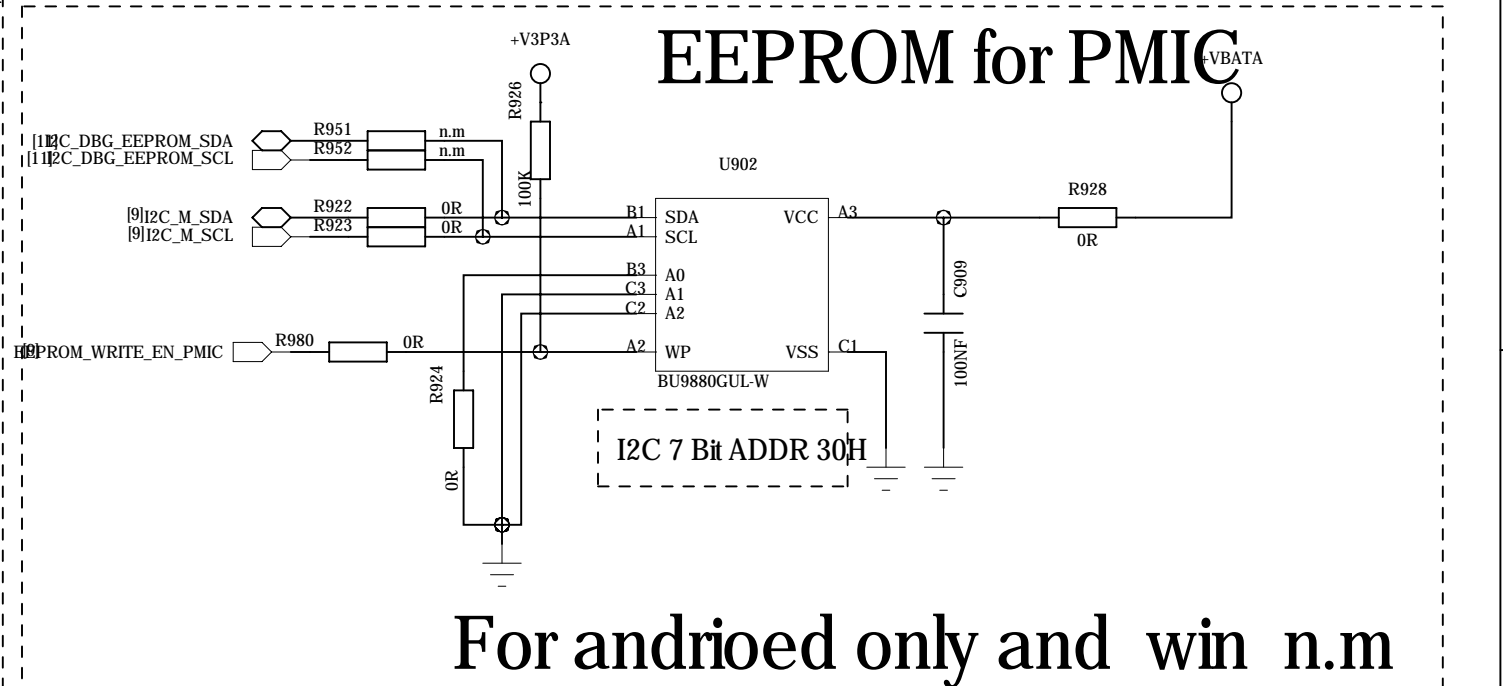 EEPROM for PMIC
+V3P3A
+VBATA
R926
100K
[11]I2C_DBG_EEPROM_SDA
R951
n.m
[11]I2C_DBG_EEPROM_SCL
R952
n.m
U902
R928
0R
[9]I2C_M_SDA
R922
0R
[9]I2C_M_SCL
R923
0R
B1
SDA
VCC
A3
A1
SCL
B3
A0
C3
A1
C2
A2
C909
100NF
[9]
EEPROM_WRITE_EN_PMIC
R980
0R
A2
WP
VSS
C1
BU9880GUL-W
R924
0R
I2C 7 Bit ADDR 30H
For andrioed only and win n.m